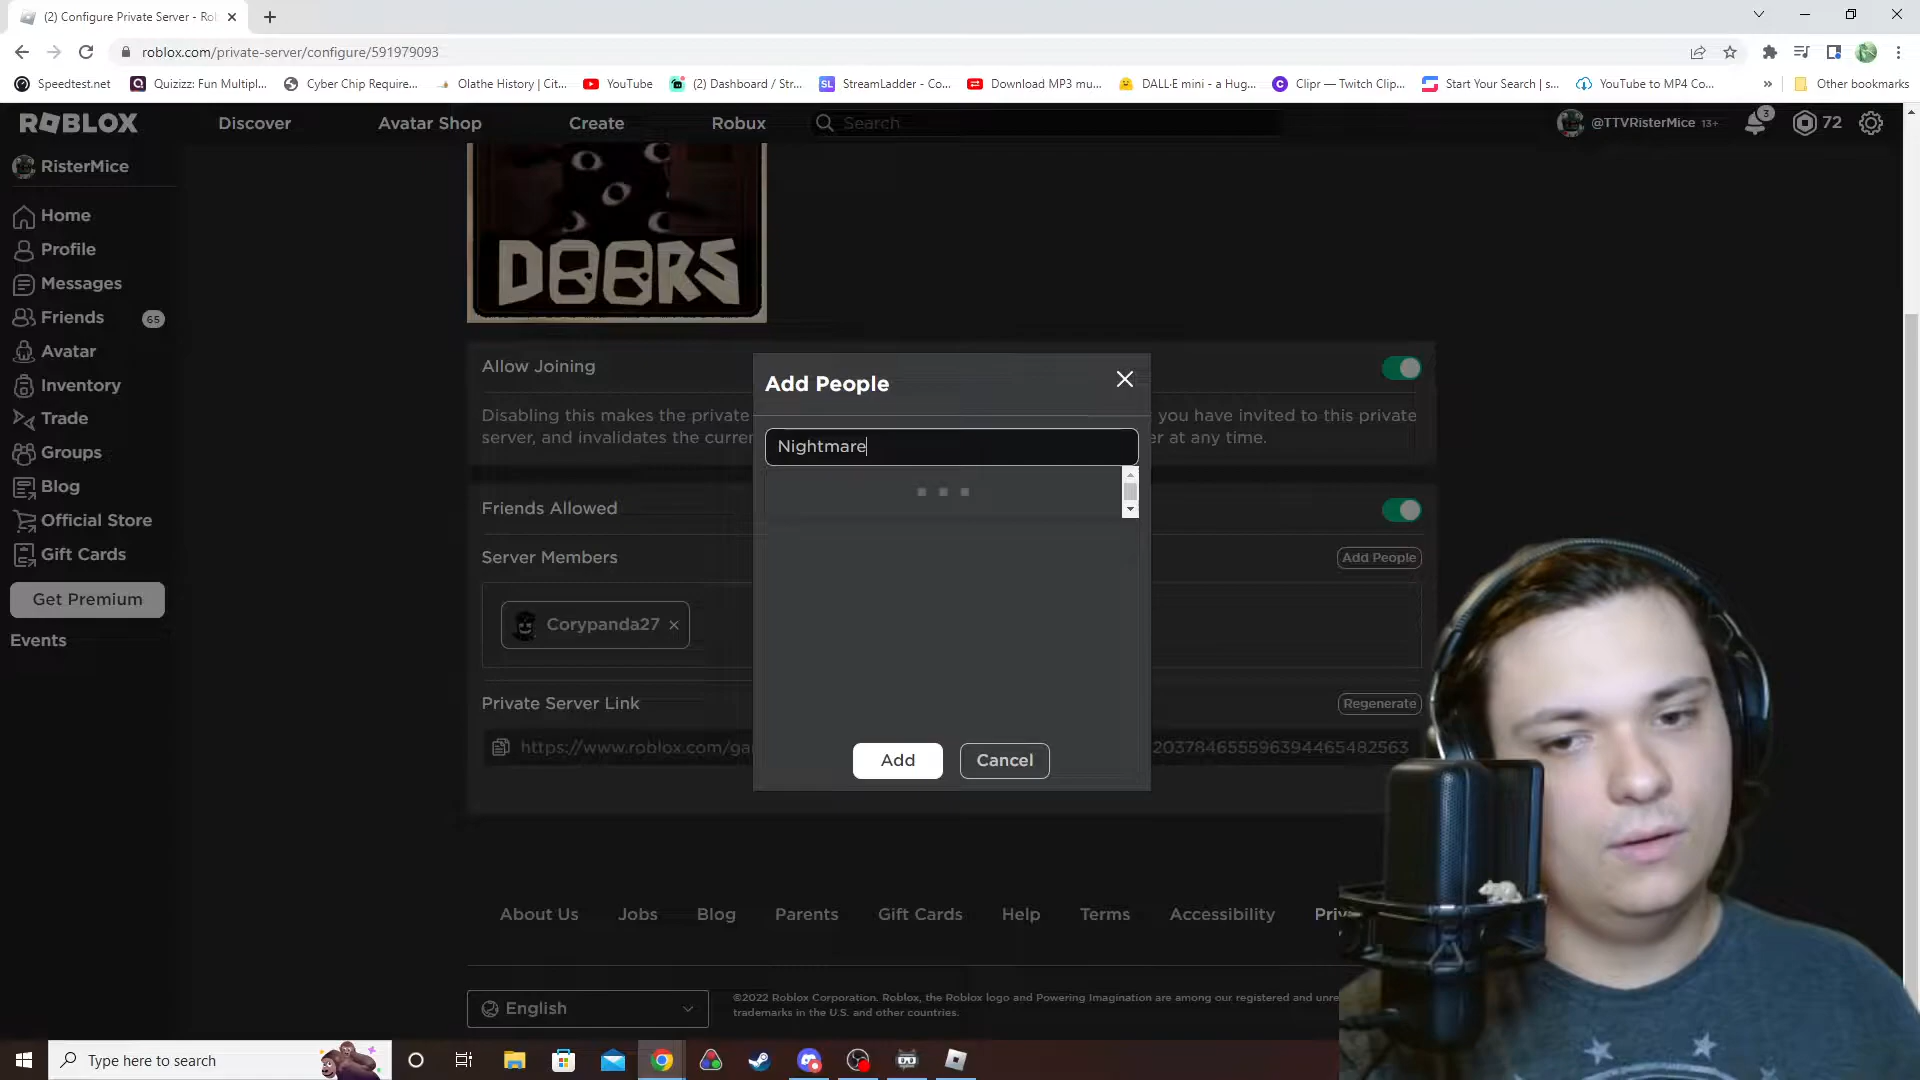 (2) Configure Private Server - Ro
roblox.com/private-server/configure/591979093
Speedtest.net
Quizizz: Fun Multipl...
Cyber Chip Require...
Olathe History | Cit...
YouTube
(2) Dashboard / Str...
SL
StreamLadder - Co...
Download MP3 mu...
DALL·E mini - a Hug...
Clipr — Twitch Clip...
Start Your Search | s...
YouTube to MP4 Co...
»
Other bookmarks
ROBLOX
Discover
Avatar Shop
Create
Robux
Search
@TTVRisterMice 13+
3
72
RisterMice
Home
Profile
Messages
Friends
65
Avatar
Inventory
Trade
Groups
Blog
Official Store
Gift Cards
Get Premium
Events
DOORS
Allow Joining
Disabling this makes the private
you have invited to this private
server, and invalidates the curre
er at any time.
Add People
Nightmare
Friends Allowed
Server Members
Add People
Corypanda27 ×
Private Server Link
Regenerate
https://www.roblox.com/ga
2037846555963944654825​63
Add
Cancel
About Us
Jobs
Blog
Parents
Gift Cards
Help
Terms
Accessibility
Priv
English
©2022 Roblox Corporation. Roblox, the Roblox logo and Powering Imagination are among our registered and unre
trademarks in the U.S. and other countries.
Type here to search